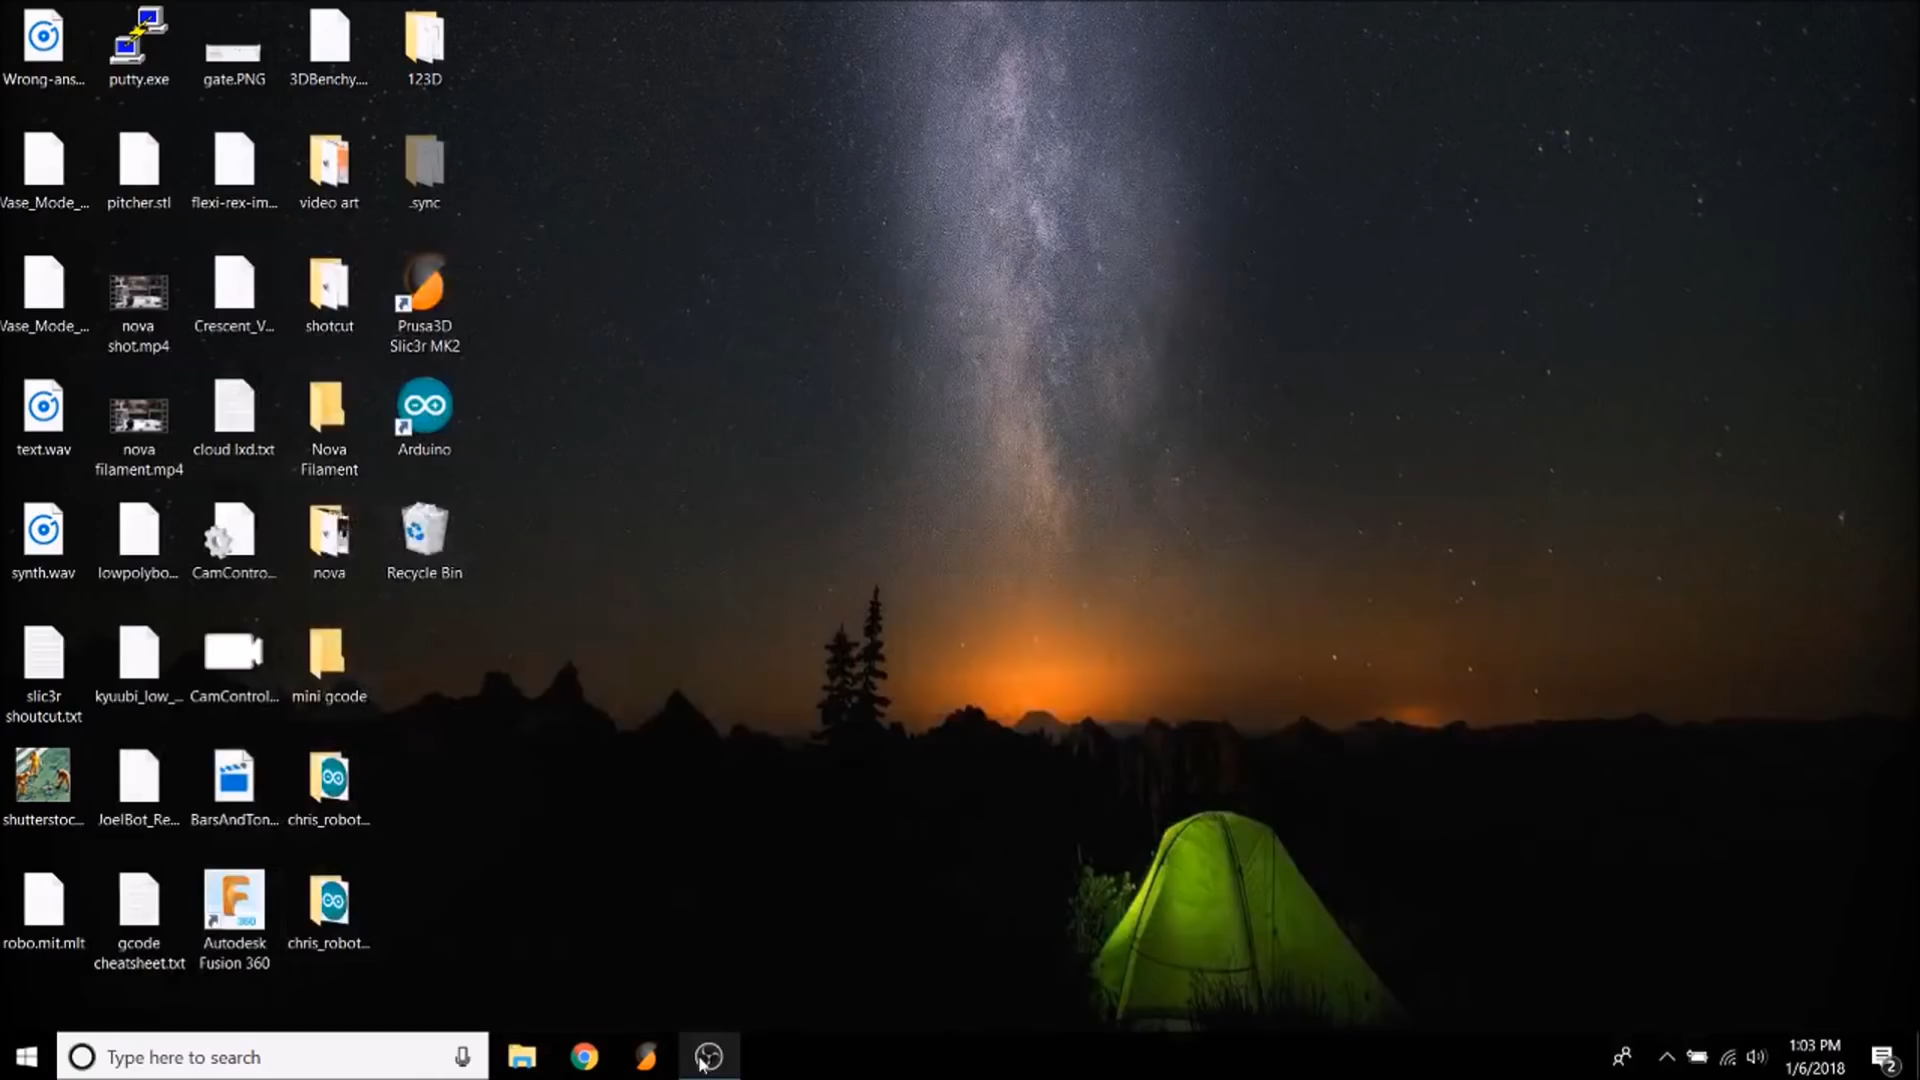 Wrong-ans...
putty.exe
gate.PNG
3DBenchy....
123D
Vase_Mode_...
pitcher.stl
flexi-rex-im...
video art
.sync
Vase_Mode_...
nova
shot.mp4
Crescent_V...
shotcut
Prusa3D
Slic3r MK2
text.wav
nova
filament.mp4
cloud lxd.txt
Nova
Filament
Arduino
synth.wav
lowpolybo...
CamContro...
nova
Recycle Bin
slic3r
shoutcut.txt
kyuubi_low_...
CamControl...
mini gcode
shutterstoc...
JoelBot_Re...
BarsAndTon...
chris_robot...
robo.mit.mlt
gcode
cheatsheet.txt
F
360
Autodesk
Fusion 360
chris_robot...
Type here to search
1:03 PM
1/6/2018
2